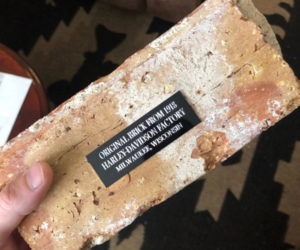 ORIGINAL BRICK FROM 1913
HARLEY-DAVIDSON FACTORY
MILWAUKEE, WISCONSIN